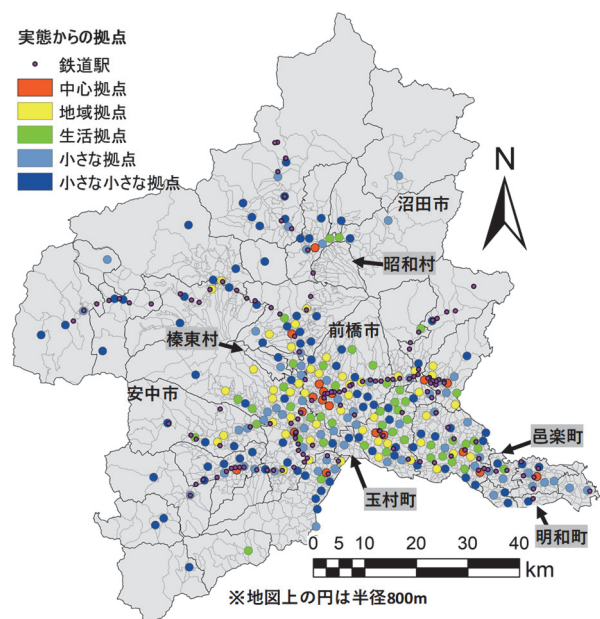 実態からの拠点
鉄道駅
中心拠点
地域拠点
生活拠点
小さな拠点
小さな小さな拠点
N
沼田市
昭和村
前橋市
榛東村
安中市
邑楽町
玉村町
明和町
0 5 10 20 30 40
km
※地図上の円は半径800m